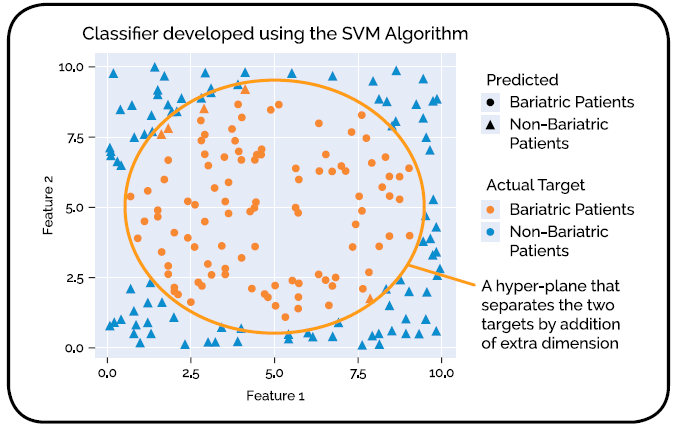 Classifier developed using the SVM Algorithm
10.0
7.5
5.0
2.5
0.0
Feature 2
0.0 2.5 5.0 7.5 10.0
Feature 1
Predicted
Bariatric Patients
Non-Bariatric
Patients
Actual Target
Bariatric Patients
Non-Bariatric
Patients
A hyper-plane that
separates the two
targets by addition
of extra dimension